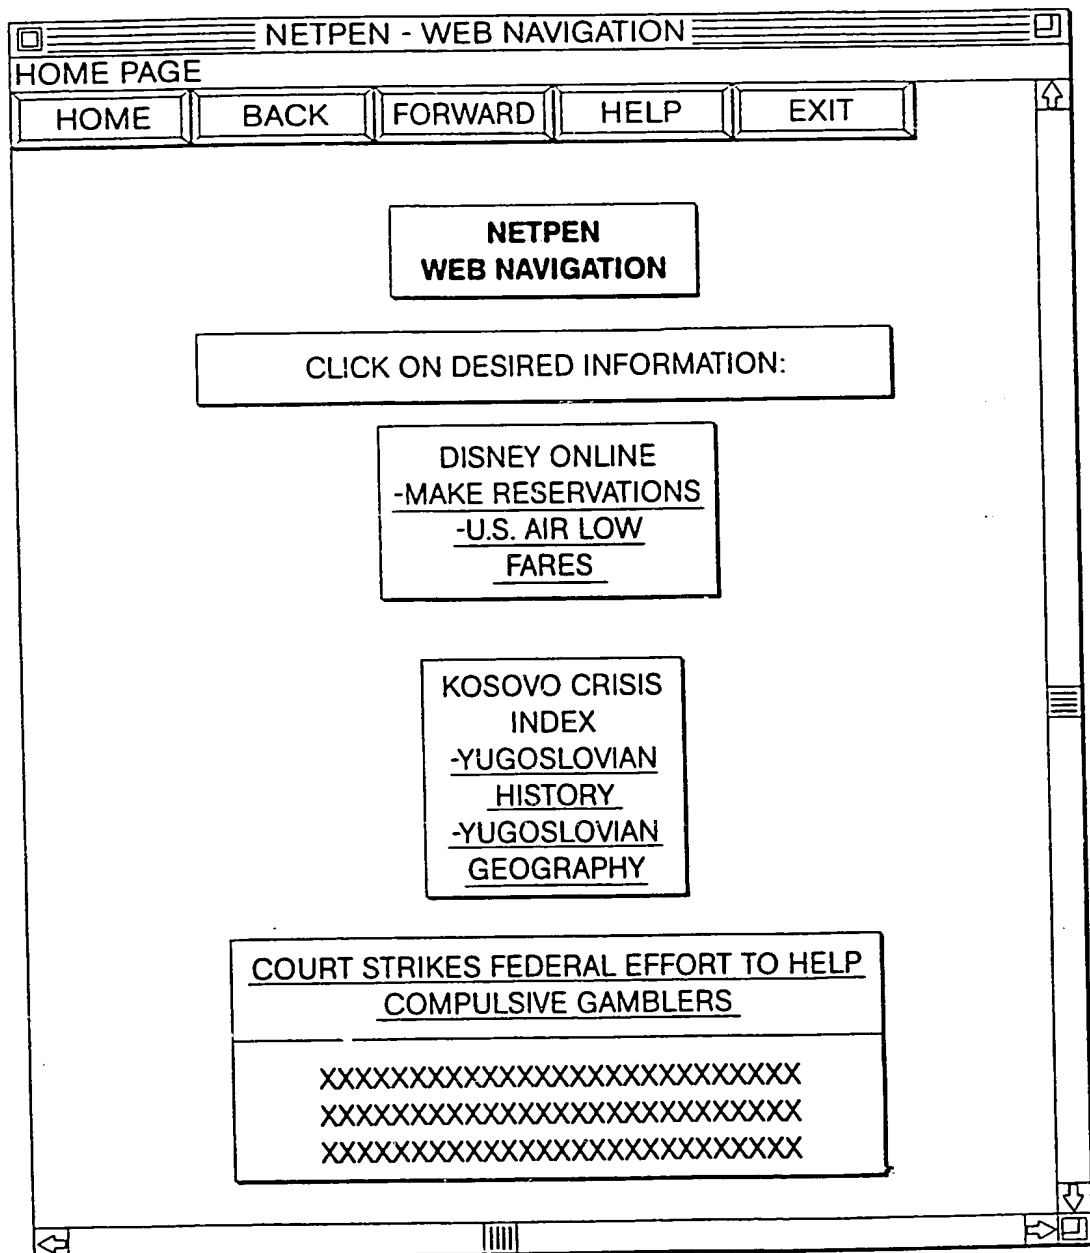 NETPEN - WEB NAVIGATION
HOME PAGE
HOME BACK FORWARD HELP EXIT
NETPEN
WEB NAVIGATION
CLICK ON DESIRED INFORMATION:
DISNEY ONLINE
-MAKE RESERVATIONS
-U.S. AIR LOW
FARES
KOSOVO CRISIS
INDEX
-YUGOSLOVIAN
HISTORY
-YUGOSLOVIAN
GEOGRAPHY
COURT STRIKES FEDERAL EFFORT TO HELP
COMPULSIVE GAMBLERS
XXXXXXXXXXXXXXXXXXXXXXXXXXX
XXXXXXXXXXXXXXXXXXXXXXXXXXX
XXXXXXXXXXXXXXXXXXXXXXXXXXX